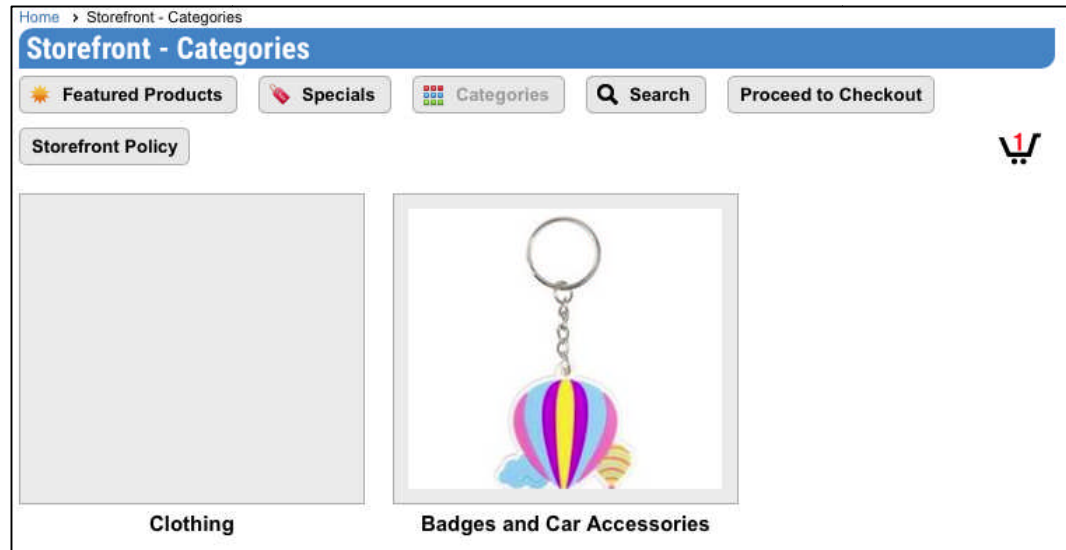 Home > Storefront - Categories
Storefront - Categories
Featured Products Specials Categories Search Proceed to Checkout
Storefront Policy 1
Clothing Badges and Car Accessories